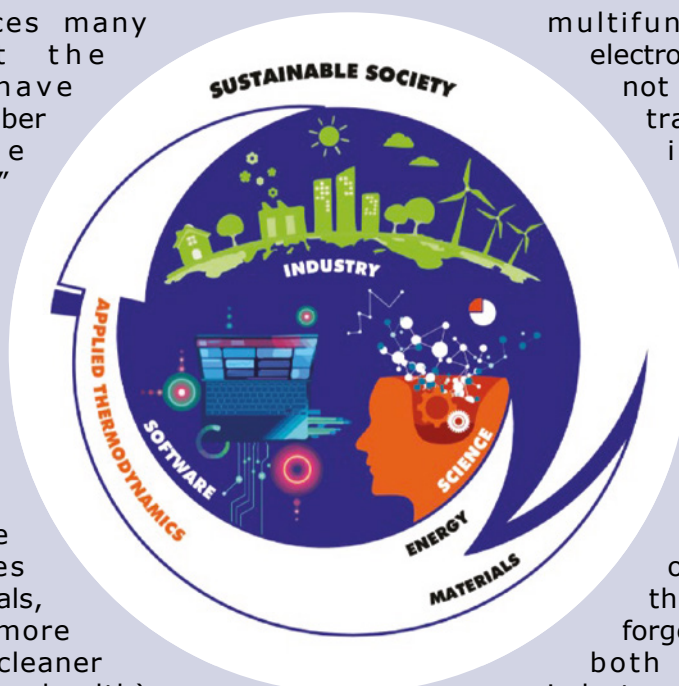 ces many
t the
have
ber
e
”
multifun
electro
not
tra
i
SUSTAINABLE SOCIETY
INDUSTRY
APPLIED THERMODYNAMICS
SOFTWARE
SCIENCE
ENERGY
MATERIALS
e
es
als,
more
cleaner
o
th
forge
both